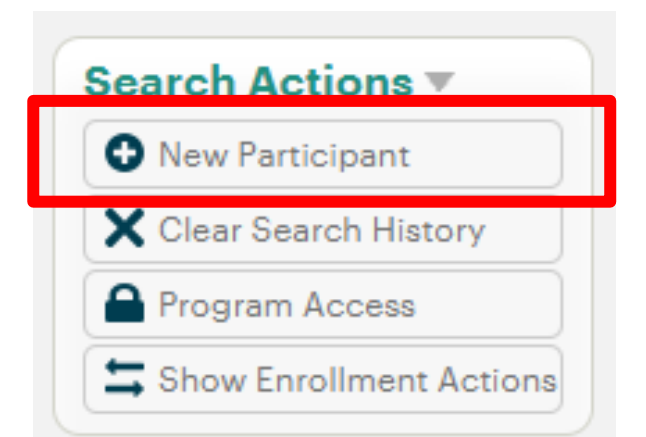 Search Actions
New Participant
Clear Search History
Program Access
Show Enrollment Actions